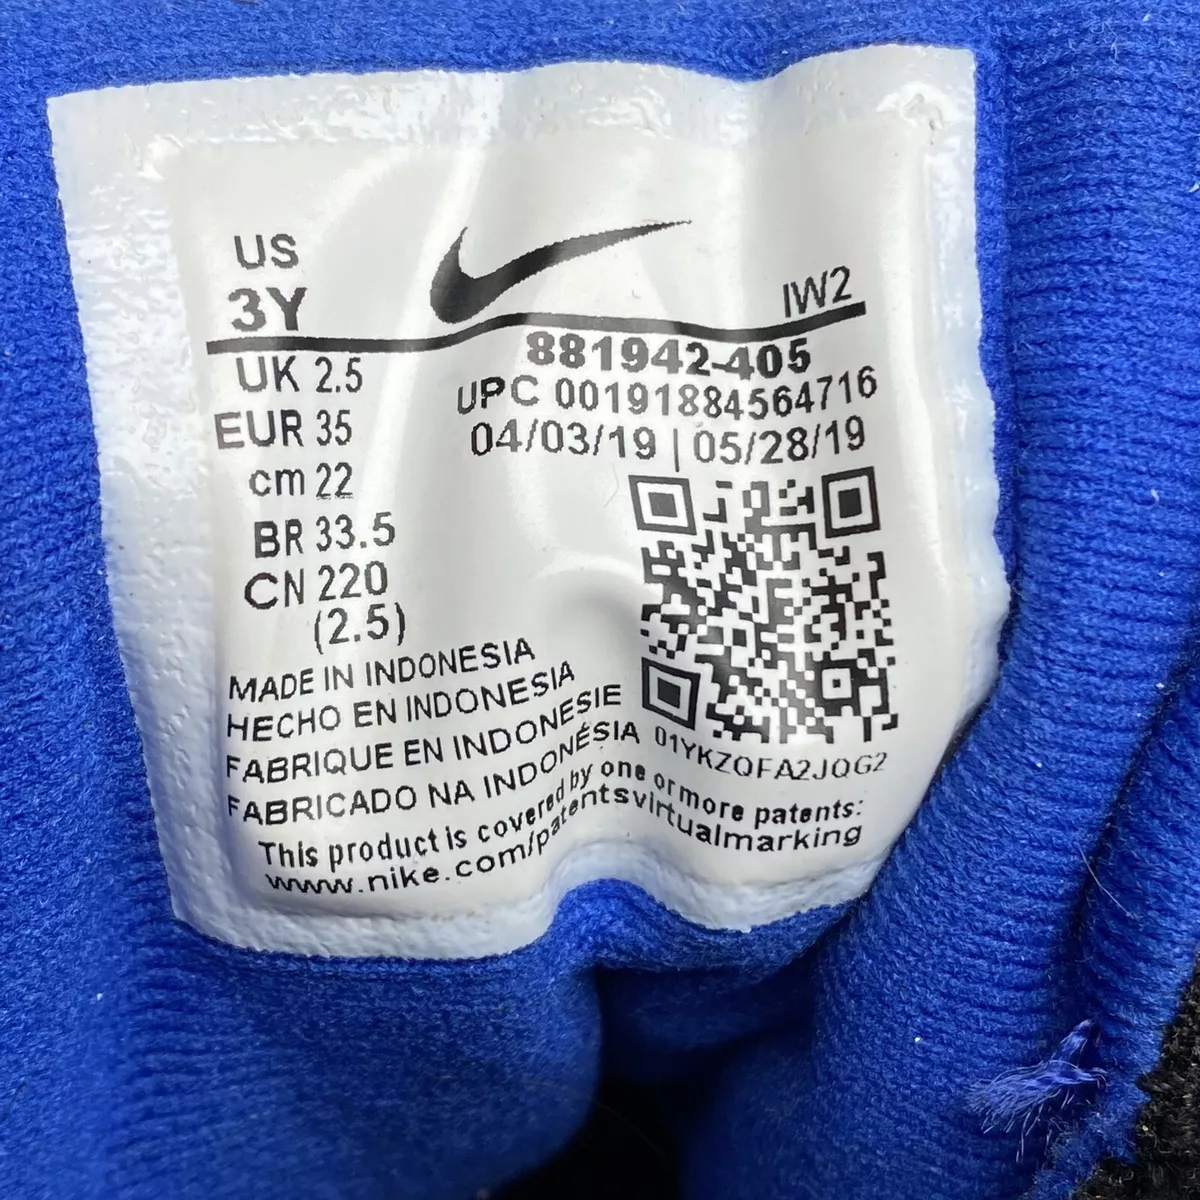 US
3Y
IW2
UK 2.5
EUR 35
cm 22
BR 33.5
CN 220
(2.5)
881942-405
UPC 00191884564716
04/03/19 | 05/28/19
01YKZQFA2JQG2
MADE IN INDONESIA
HECHO EN INDONESIA
FABRIQUE EN INDONESIE
FABRICADO NA INDONÉSIA
This product is covered by one or more patents:
www.nike.com/patentsvirtualmarking